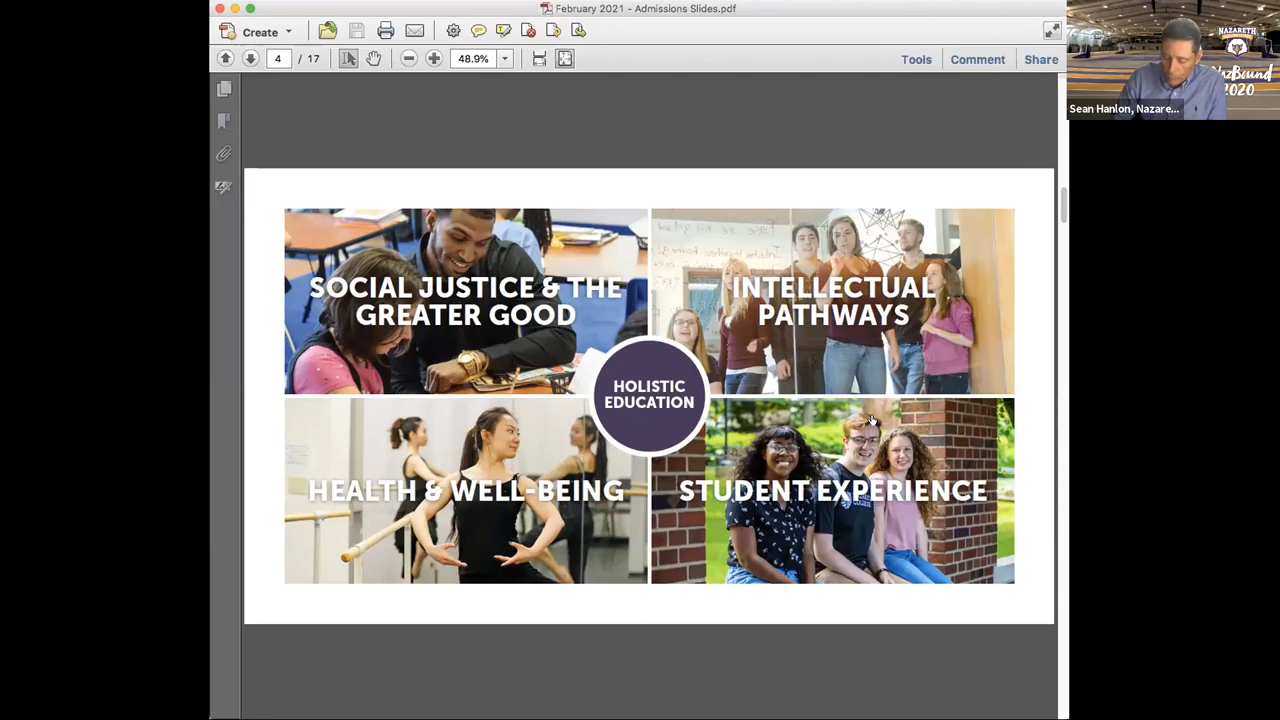 February 2021 - Admissions Slides.pdf
Create
4 / 17
48.9%
Tools
Comment
Share
SOCIAL JUSTICE & THE
GREATER GOOD
INTELLECTUAL
PATHWAYS
HOLISTIC
EDUCATION
HEALTH & WELL-BEING
STUDENT EXPERIENCE
NAZARETH
NazBound
2020
Sean Hanlon, Nazare...